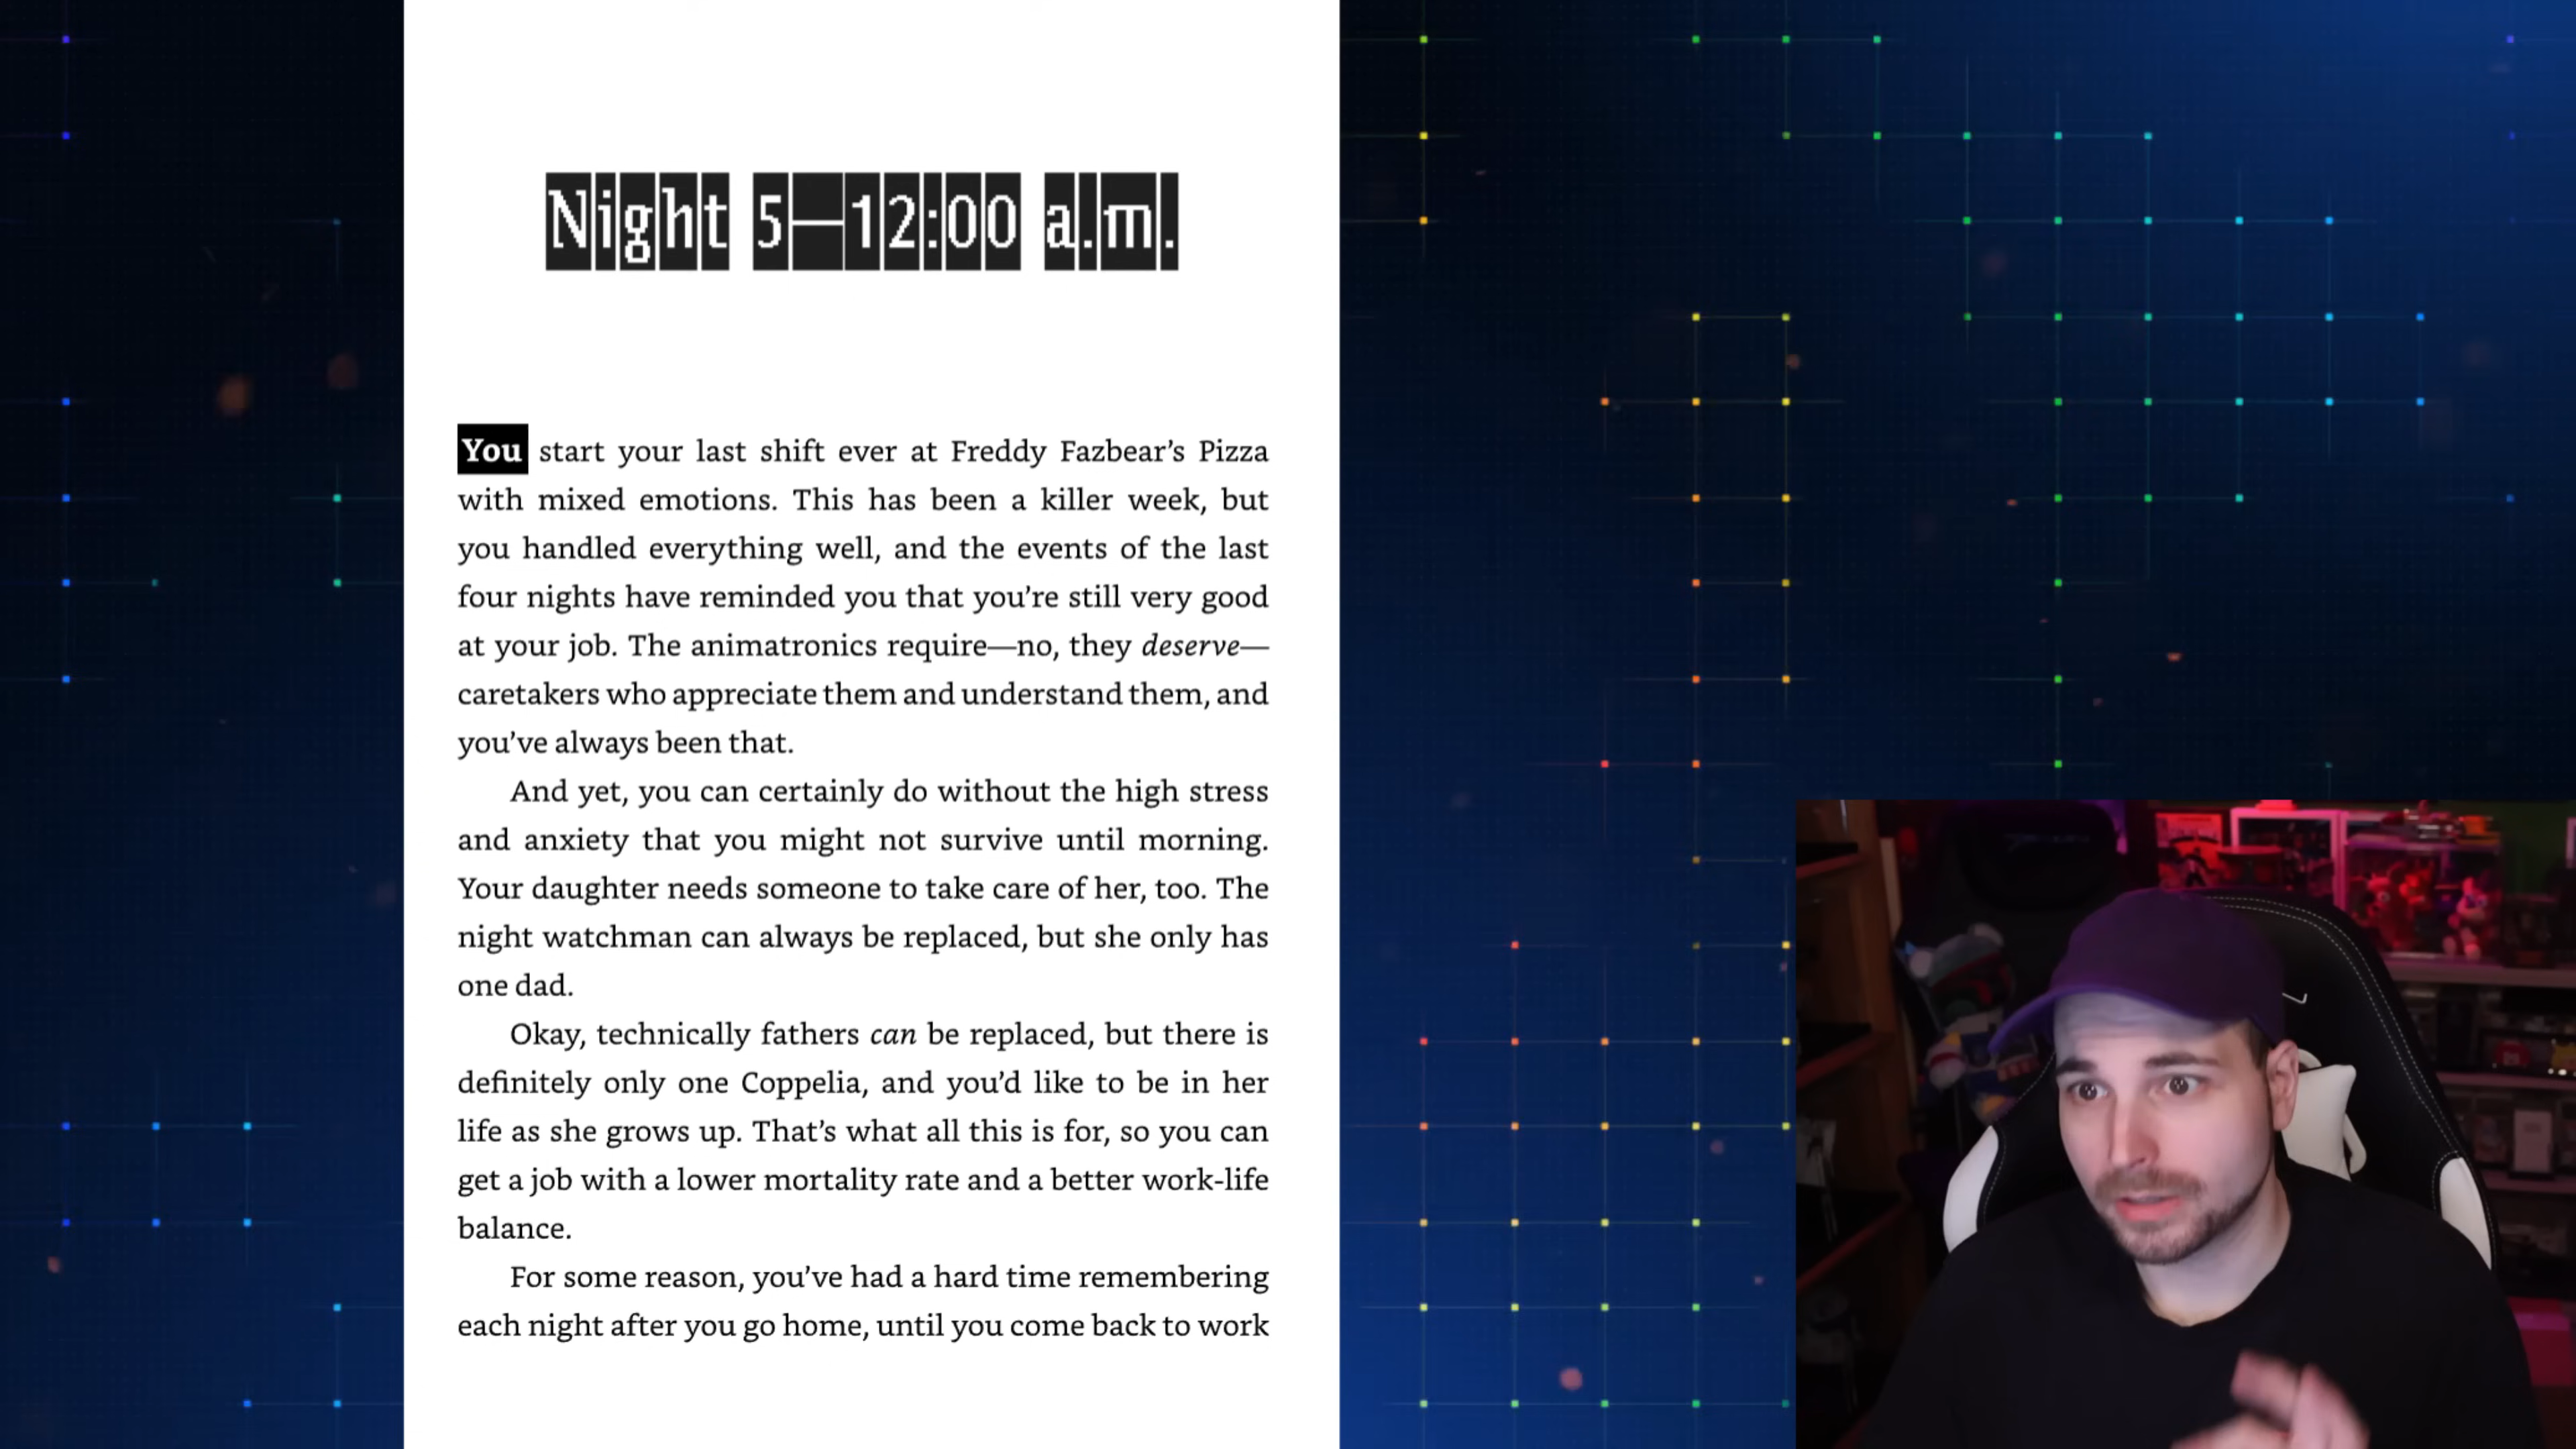 Night 5—12:00 a.m.
You start your last shift ever at Freddy Fazbear’s Pizza
with mixed emotions. This has been a killer week, but
you handled everything well, and the events of the last
four nights have reminded you that you’re still very good
at your job. The animatronics require—no, they deserve—
caretakers who appreciate them and understand them, and
you’ve always been that.
And yet, you can certainly do without the high stress
and anxiety that you might not survive until morning.
Your daughter needs someone to take care of her, too. The
night watchman can always be replaced, but she only has
one dad.
Okay, technically fathers can be replaced, but there is
definitely only one Coppelia, and you’d like to be in her
life as she grows up. That’s what all this is for, so you can
get a job with a lower mortality rate and a better work-life
balance.
For some reason, you’ve had a hard time remembering
each night after you go home, until you come back to work